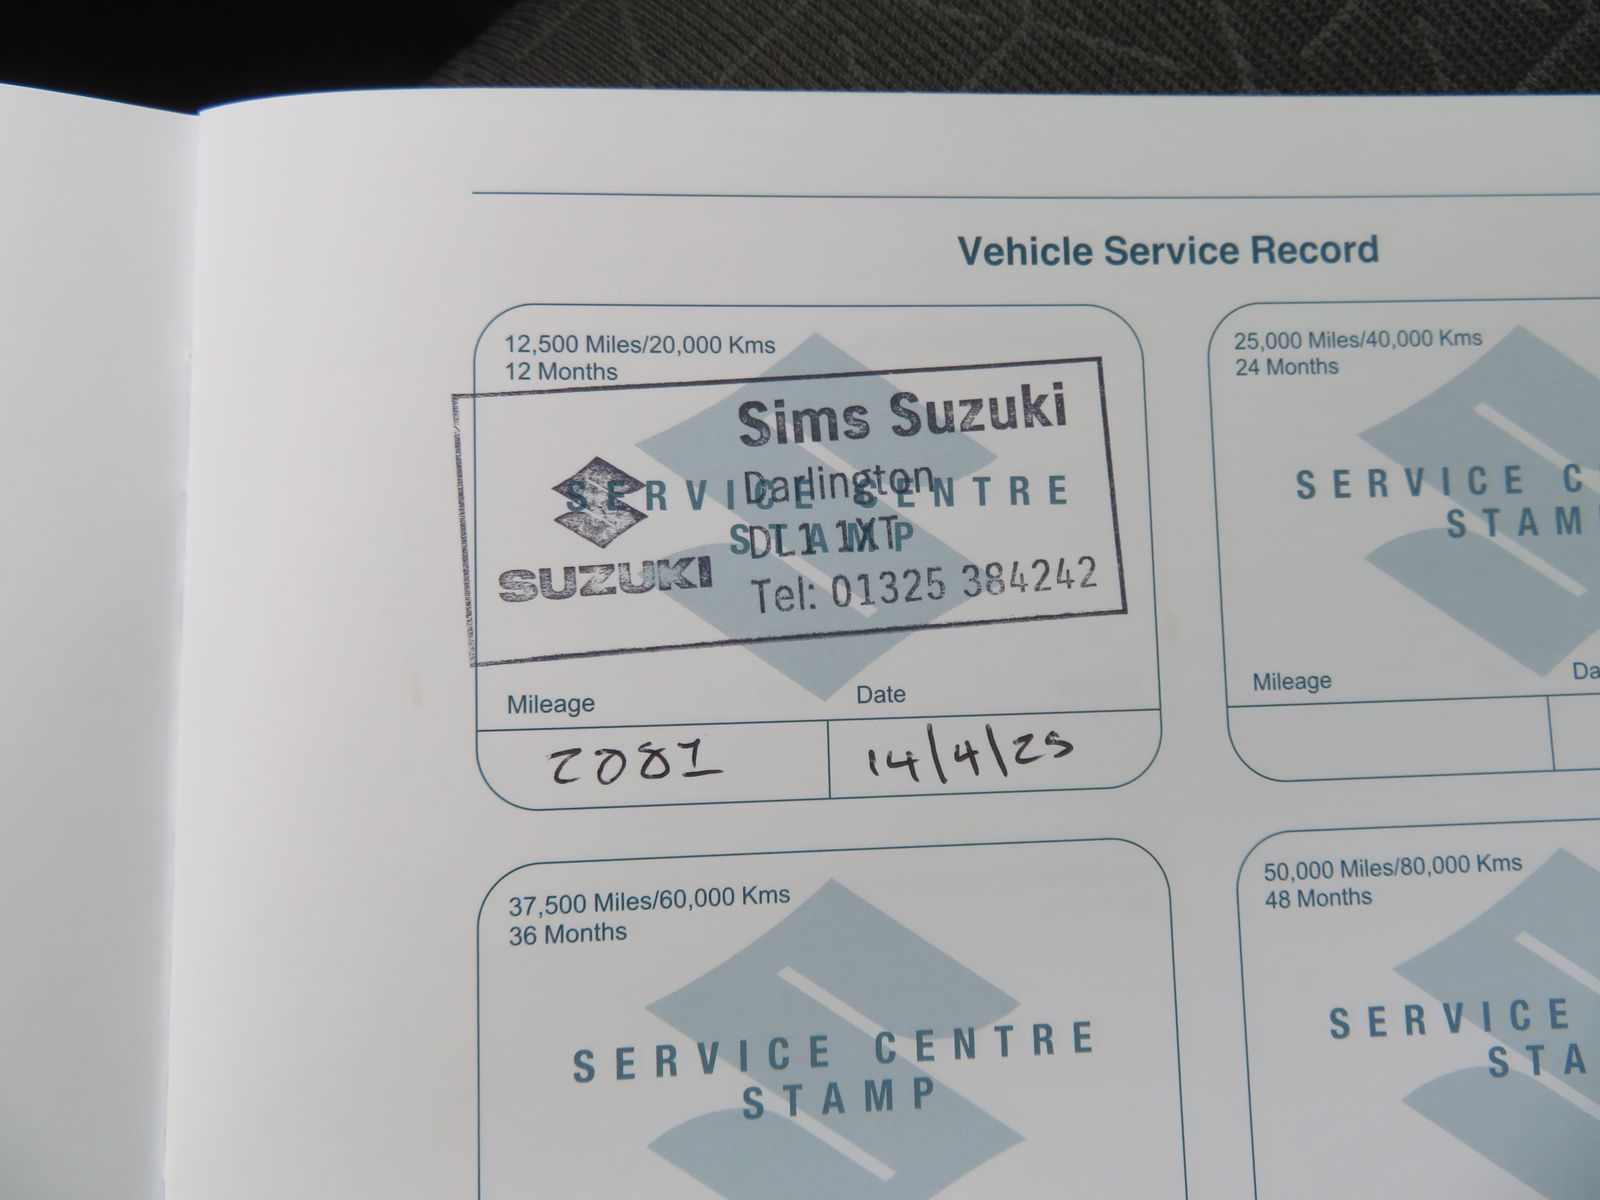 Vehicle Service Record
12,500 Miles/20,000 Kms
12 Months
SERVICE CENTRE
STAMP
Sims Suzuki
Darlington
DL1 1XT
Tel: 01325 384242
SUZUKI
Mileage
Date
2081
14/4/25
25,000 Miles/40,000 Kms
24 Months
SERVICE C
STAM
Mileage
Da
37,500 Miles/60,000 Kms
36 Months
SERVICE CENTRE
STAMP
50,000 Miles/80,000 Kms
48 Months
SERVICE
STA